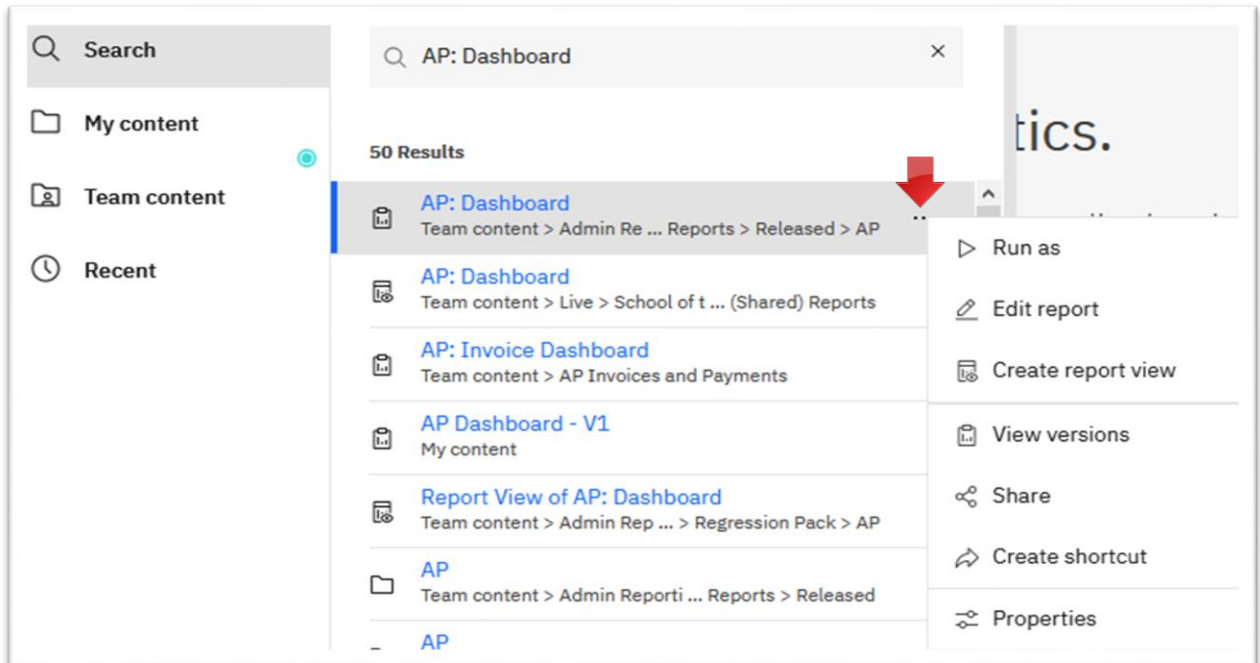 Search
My content
Team content
Recent
AP: Dashboard
50 Results
AP: Dashboard
Team content > Admin Re ... Reports > Released > AP
AP: Dashboard
Team content > Live > School of t ... (Shared) Reports
AP: Invoice Dashboard
Team content > AP Invoices and Payments
AP Dashboard - V1
My content
Report View of AP: Dashboard
Team content > Admin Rep ... > Regression Pack > AP
AP
Team content > Admin Reporti ... Reports > Released
AP
tics.
Run as
Edit report
Create report view
View versions
Share
Create shortcut
Properties